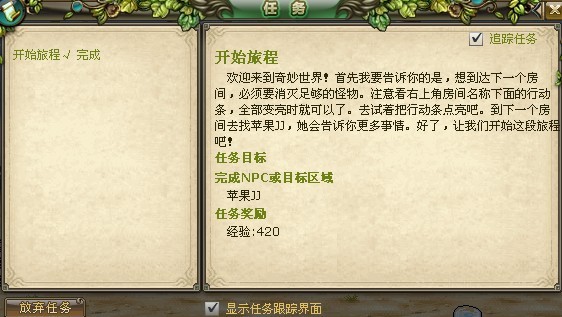 任务
追踪任务
开始旅程√ 完成
开始旅程
欢迎来到奇妙世界！首先我要告诉你的是，想到达下一个房
间，必须要消灭足够的怪物。注意看右上角房间名称下面的行动
条，全部变亮时就可以了。去试着把行动条点亮吧。到下一个房
间去找苹果JJ，她会告诉你更多事情。好了，让我们开始这段旅程
吧！
任务目标
完成NPC或目标区域
苹果JJ
任务奖励
经验:420
放弃任务
显示任务跟踪界面